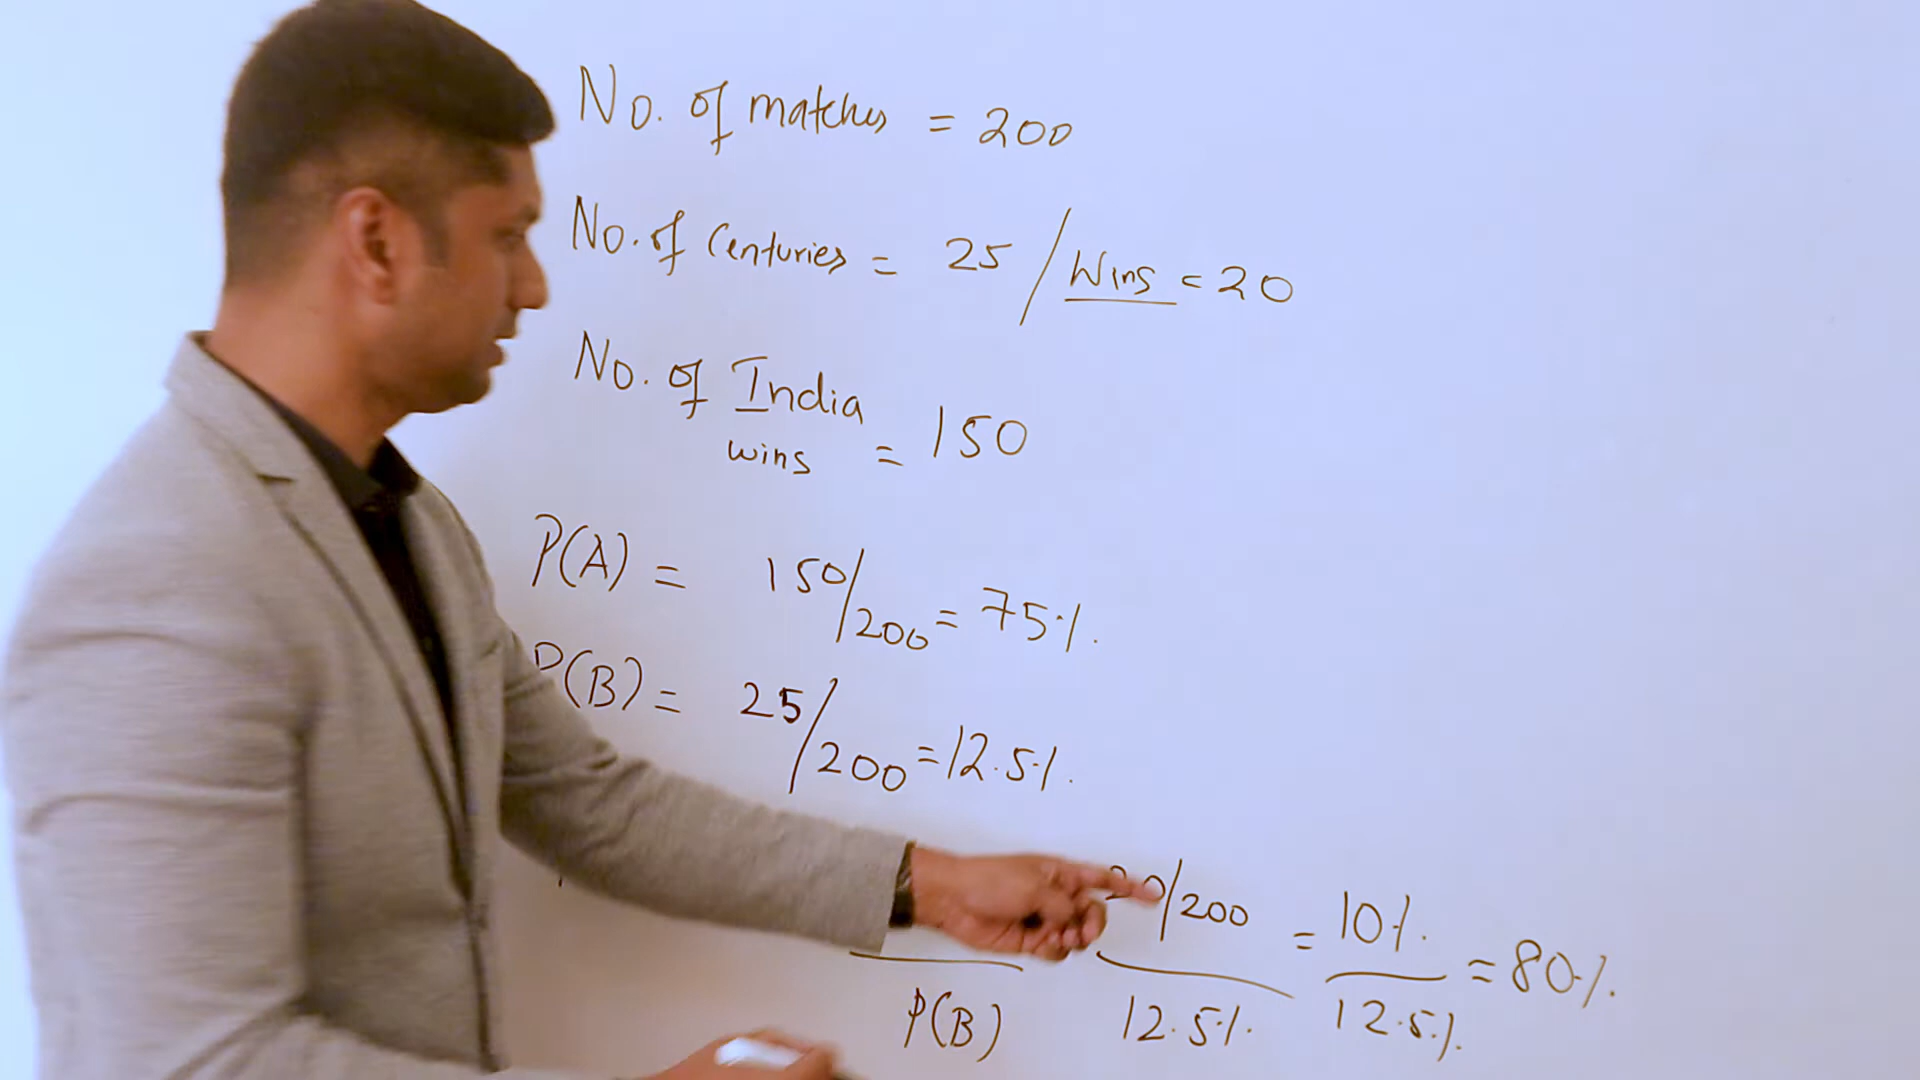 No. of matches = 200
No. of Centuries = 25 / Wins = 20
No. of India
wins = 150
P(A) = 150/200 = 75%.
P(B) = 25/200 = 12.5%.
20/200 = 10%. = 80%.
P(B) 12.5%. 12.5%.